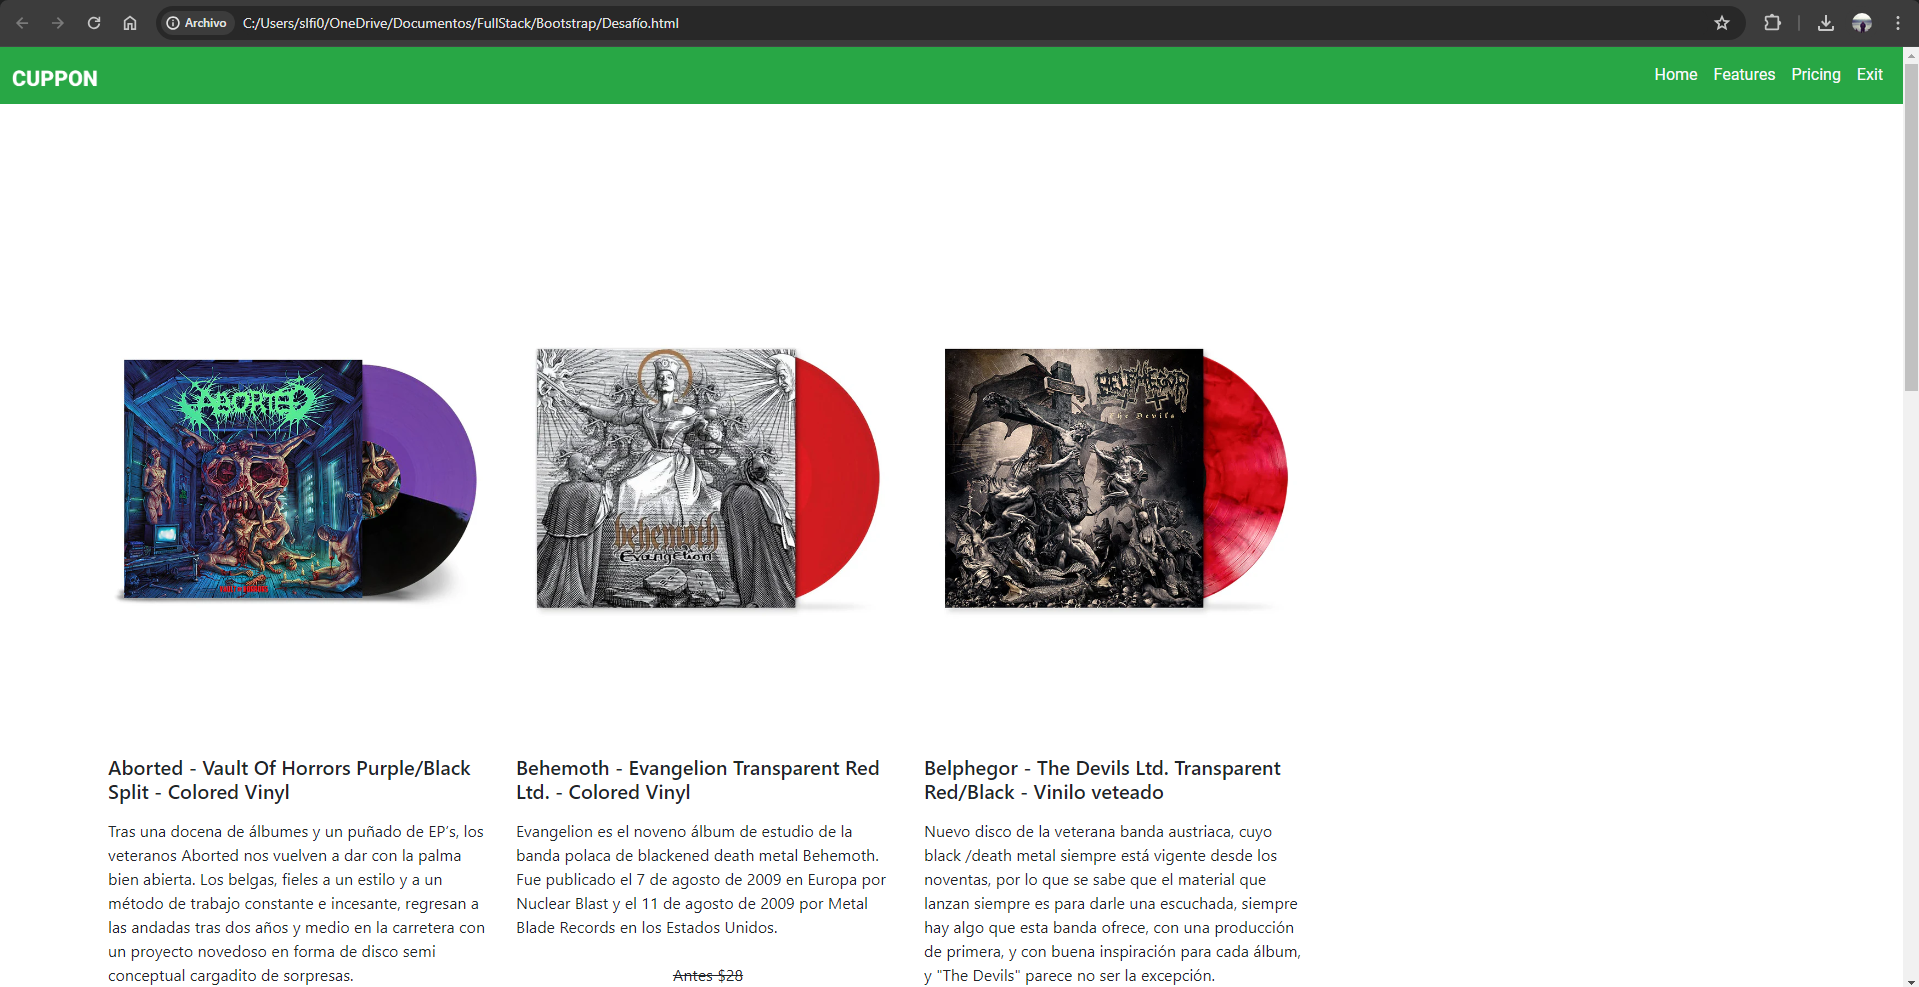 Archivo
C:/Users/slfi0/OneDrive/Documentos/FullStack/Bootstrap/Desafío.html
CUPPON
Home Features Pricing Exit
ABORTED
behemoth
Evangelion
BELPHEGOR
The Devils
Aborted - Vault Of Horrors Purple/Black
Split - Colored Vinyl
Tras una docena de álbumes y un puñado de EP’s, los
veteranos Aborted nos vuelven a dar con la palma
bien abierta. Los belgas, fieles a un estilo y a un
método de trabajo constante e incesante, regresan a
las andadas tras dos años y medio en la carretera con
un proyecto novedoso en forma de disco semi
conceptual cargadito de sorpresas.
Behemoth - Evangelion Transparent Red
Ltd. - Colored Vinyl
Evangelion es el noveno álbum de estudio de la
banda polaca de blackened death metal Behemoth.
Fue publicado el 7 de agosto de 2009 en Europa por
Nuclear Blast y el 11 de agosto de 2009 por Metal
Blade Records en los Estados Unidos.
Antes $28
Belphegor - The Devils Ltd. Transparent
Red/Black - Vinilo veteado
Nuevo disco de la veterana banda austriaca, cuyo
black /death metal siempre está vigente desde los
noventas, por lo que se sabe que el material que
lanzan siempre es para darle una escuchada, siempre
hay algo que esta banda ofrece, con una producción
de primera, y con buena inspiración para cada álbum,
y "The Devils" parece no ser la excepción.